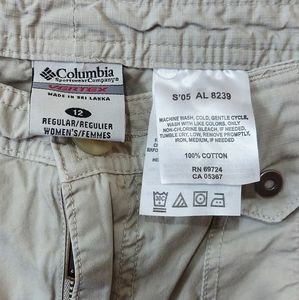 Columbia
Sportswear Company
VERTEX
MADE IN SRI LANKA
12
REGULAR/REGULIER
WOMEN'S/FEMMES
S'05 AL 8239
MACHINE WASH, COLD, GENTLE CYCLE,
WASH WITH LIKE COLORS, ONLY
NON-CHLORINE BLEACH, IF NEEDED,
TUMBLE DRY, LOW, REMOVE PROMPTLY,
IRON, MEDIUM, IF NEEDED
100% COTTON
RN 69724
CA 05367